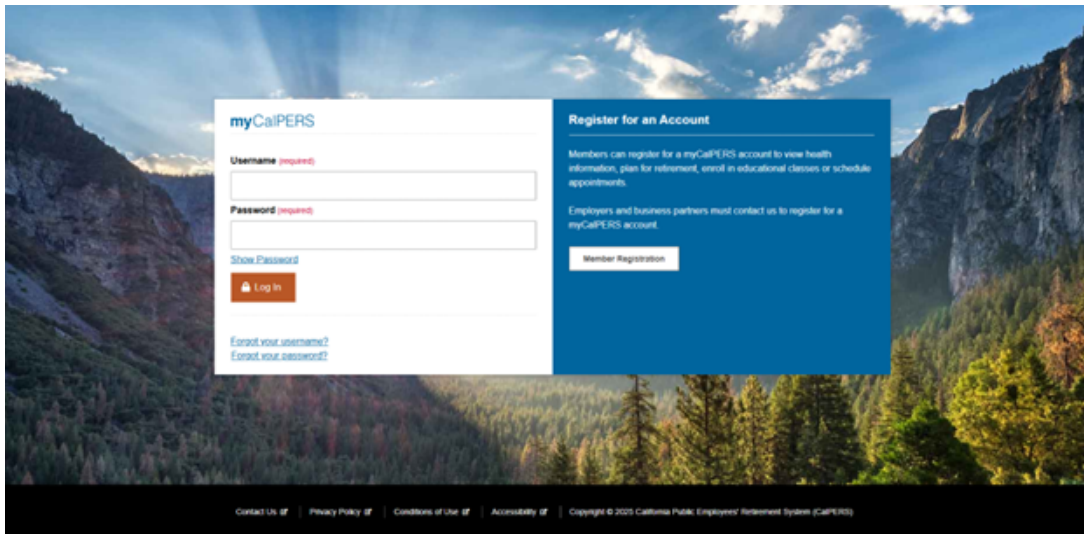 myCalPERS
Username (required)
Password (required)
Show Password
Log In
Forgot your username?
Forgot your password?
Register for an Account
Members can register for a myCalPERS account to view health
information, plan for retirement, enroll in educational classes or schedule
appointments.
Employers and business partners must contact us to register for a
myCalPERS account.
Member Registration
Contact Us
Privacy Policy
Conditions of Use
Accessibility
Copyright © 2025 California Public Employees' Retirement System (CalPERS)